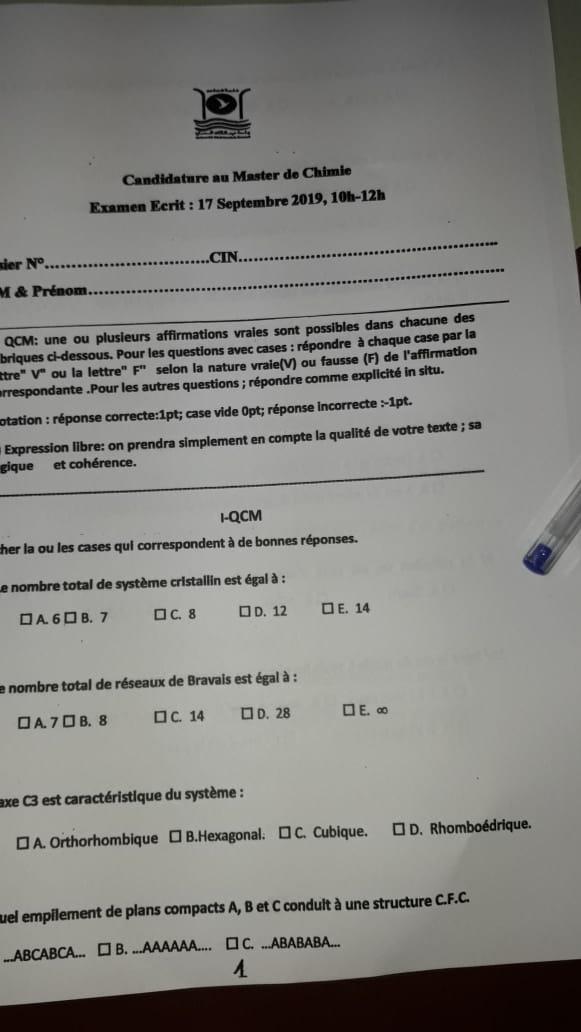 Candidature au Master de Chimie
Examen Ecrit : 17 Septembre 2019, 10h-12h
sier N°..................................CIN..................................................
M & Prénom................................................................................
QCM: une ou plusieurs affirmations vraies sont possibles dans chacune des
briques ci-dessous. Pour les questions avec cases : répondre à chaque case par la
ttre" V" ou la lettre" F" selon la nature vraie(V) ou fausse (F) de l'affirmation
rrespondante .Pour les autres questions ; répondre comme explicité in situ.
otation : réponse correcte:1pt; case vide 0pt; réponse incorrecte :-1pt.
Expression libre: on prendra simplement en compte la qualité de votre texte ; sa
gique et cohérence.
I-QCM
her la ou les cases qui correspondent à de bonnes réponses.
e nombre total de système cristallin est égal à :
☐ A. 6 ☐ B. 7 ☐ C. 8 ☐ D. 12 ☐ E. 14
e nombre total de réseaux de Bravais est égal à :
☐ A. 7 ☐ B. 8 ☐ C. 14 ☐ D. 28 ☐ E. ∞
axe C3 est caractéristique du système :
☐ A. Orthorhombique ☐ B.Hexagonal. ☐ C. Cubique. ☐ D. Rhomboédrique.
uel empilement de plans compacts A, B et C conduit à une structure C.F.C.
...ABCABCA... ☐ B. ...AAAAAA.... ☐ C. ...ABABABA...
1